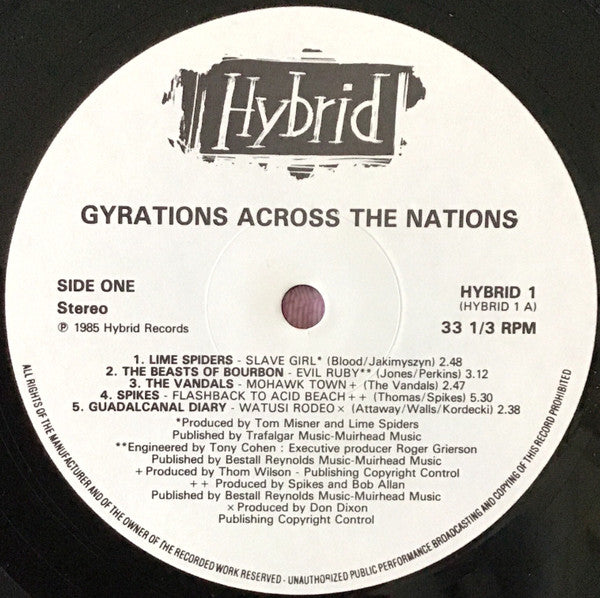 Hybrid
GYRATIONS ACROSS THE NATIONS
SIDE ONE
Stereo
℗ 1985 Hybrid Records
HYBRID 1
(HYBRID 1 A)
33 1/3 RPM
1. LIME SPIDERS - SLAVE GIRL* (Blood/Jakimyszyn) 2.48
2. THE BEASTS OF BOURBON - EVIL RUBY** (Jones/Perkins) 3.12
3. THE VANDALS - MOHAWK TOWN+ (The Vandals) 2.47
4. SPIKES - FLASHBACK TO ACID BEACH++ (Thomas/Spikes) 5.30
5. GUADALCANAL DIARY - WATUSI RODEO× (Attaway/Walls/Kordecki) 2.38
*Produced by Tom Misner and Lime Spiders
Published by Trafalgar Music-Muirhead Music
**Engineered by Tony Cohen : Executive producer Roger Grierson
Published by Bestall Reynolds Music-Muirhead Music
+ Produced by Thom Wilson - Publishing Copyright Control
++ Produced by Spikes and Bob Allan
Published by Bestall Reynolds Music-Muirhead Music
× Produced by Don Dixon
Publishing Copyright Control
ALL RIGHTS OF THE MANUFACTURER AND OF THE OWNER OF THE RECORDED WORK RESERVED - UNAUTHORIZED PUBLIC PERFORMANCE BROADCASTING AND COPYING OF THIS RECORD PROHIBITED